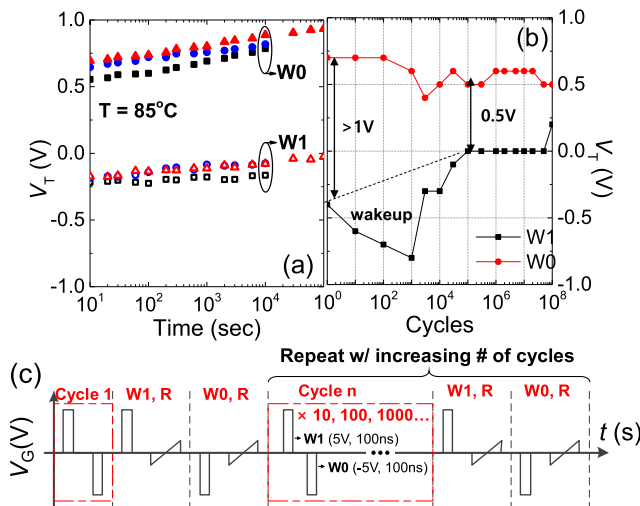 1.0
0.5
0.0
-0.5
-1.0
V_T (V)
T = 85°C
W0
W1
(a)
10^1 10^2 10^3 10^4 10^5
Time (sec)
(b)
>1V
0.5V
wakeup
W1
W0
1.0
0.5
0.0
-0.5
-1.0
V_T (V)
10^0 10^2 10^4 10^6 10^8
Cycles
Repeat w/ increasing # of cycles
(c)
Cycle 1 W1, R W0, R Cycle n W1, R W0, R
× 10, 100, 1000…
W1 (5V, 100ns)
W0 (-5V, 100ns)
V_G(V)
t (s)